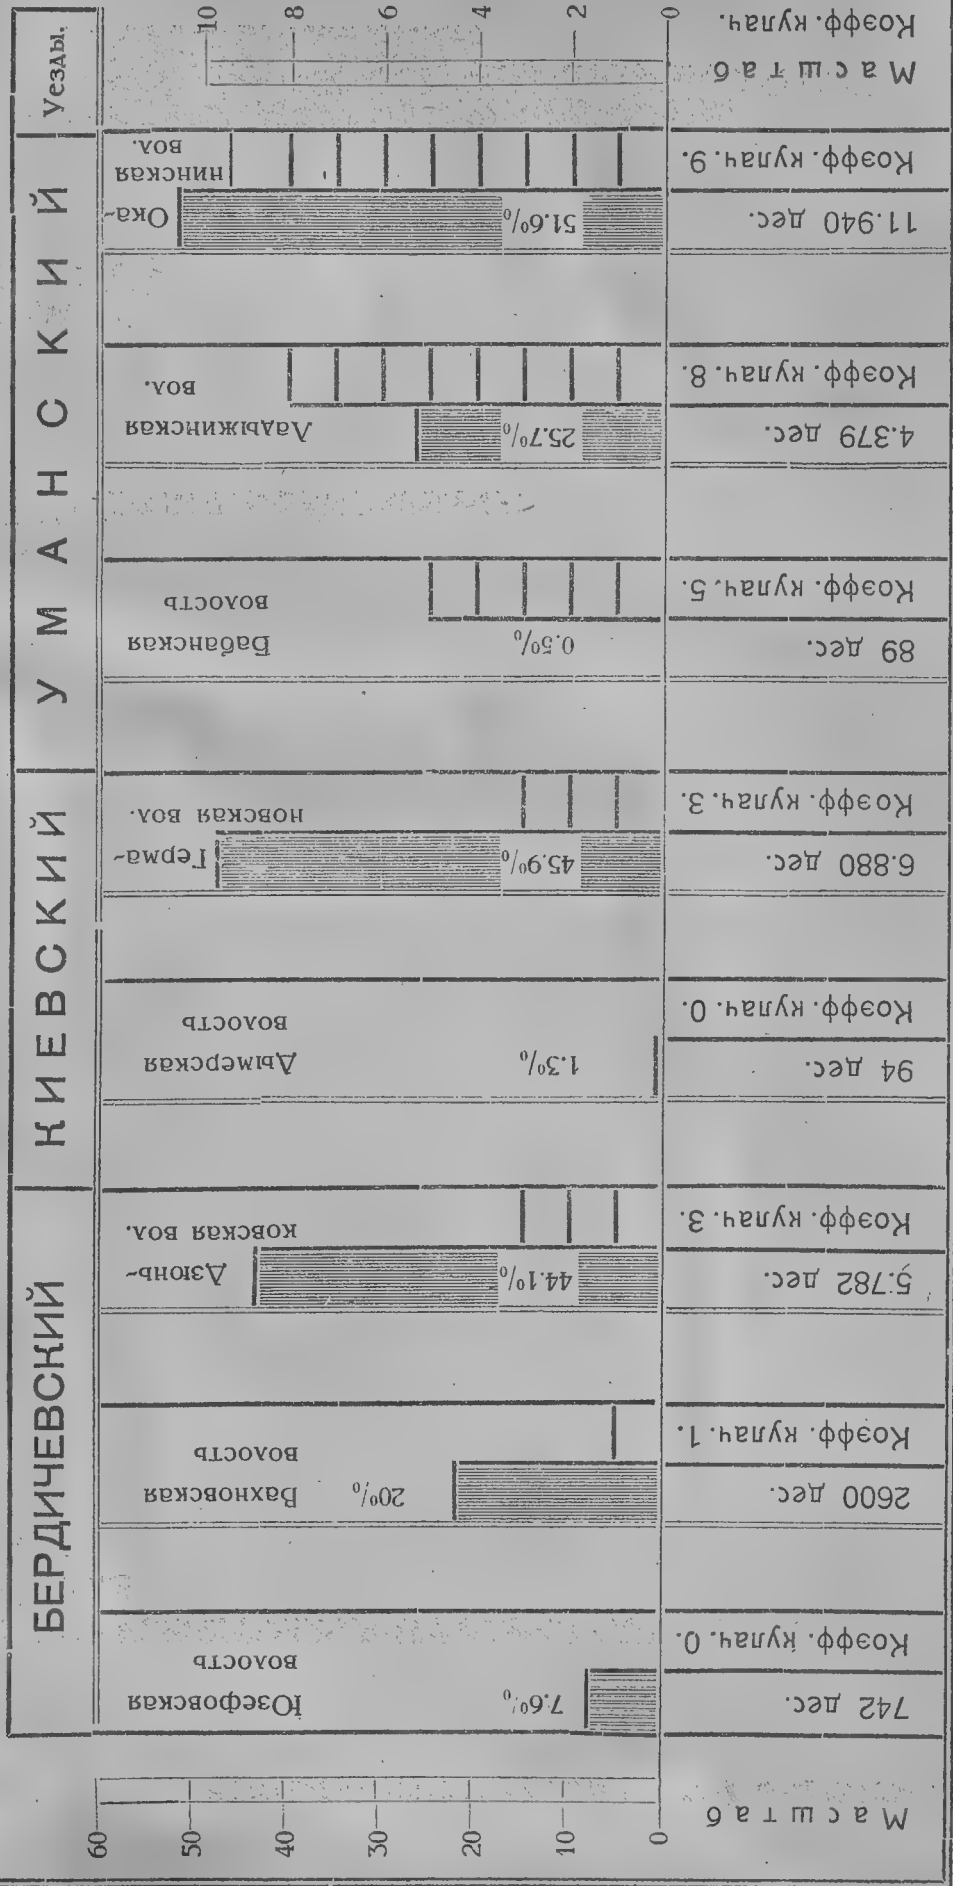 БЕРДИЧЕВСКИЙ
КИЕВСКИЙ
УМАНСКИЙ
Уезды.
60
50
40
30
20
10
0
Масштаб
Юзефовская
волость
7.6%
742 дес.
Коэфф. кулач. 0.
Вахновская
волость
20%
2600 дес.
Коэфф. кулач. 1.
Дзюнь-
ковская вол.
44.1%
5.782 дес.
Коэфф. кулач. 3.
Дымерская
волость
1.3%
94 дес.
Коэфф. кулач. 0.
Герма-
новская вол.
45.9%
6.880 дес.
Коэфф. кулач. 3.
Бабанская
волость
0.5%
89 дес.
Коэфф. кулач. 5.
Ладыжинская
вол.
25.7%
4.379 дес.
Коэфф. кулач. 8.
Ока-
нинская
вол.
51.6%
11.940 дес.
Коэфф. кулач. 9.
10
8
6
4
2
0
Масштаб
Коэфф. кулач.